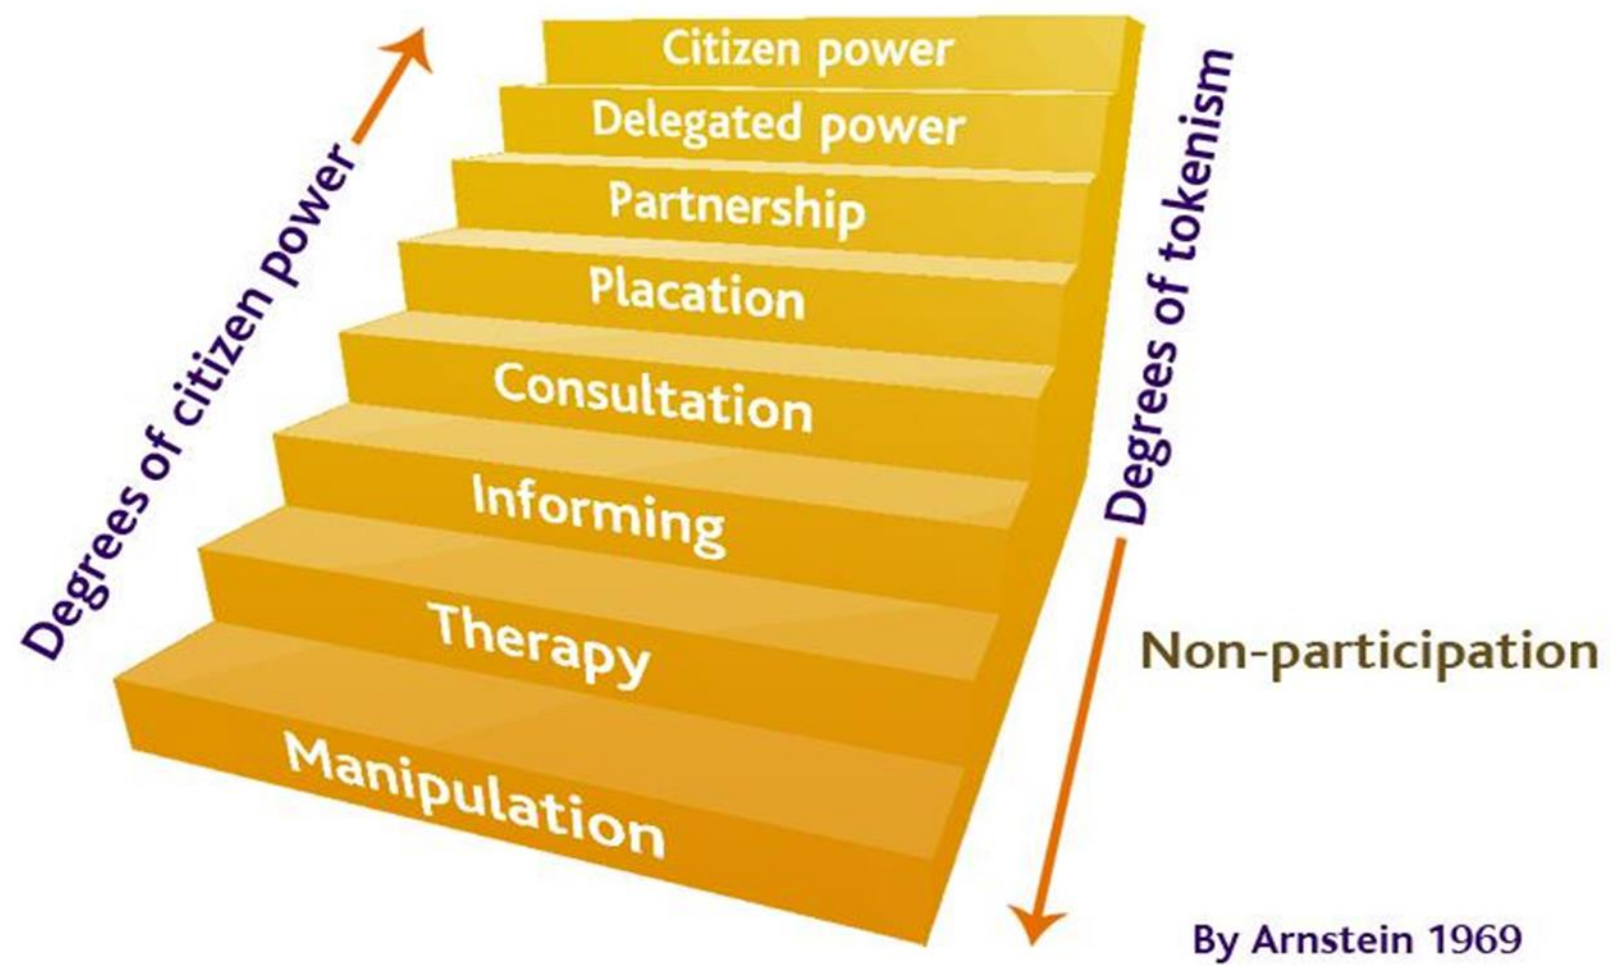 Citizen power
Delegated power
Partnership
Placation
Consultation
Informing
Therapy
Manipulation
Degrees of citizen power
Degrees of tokenism
Non-participation
By Arnstein 1969